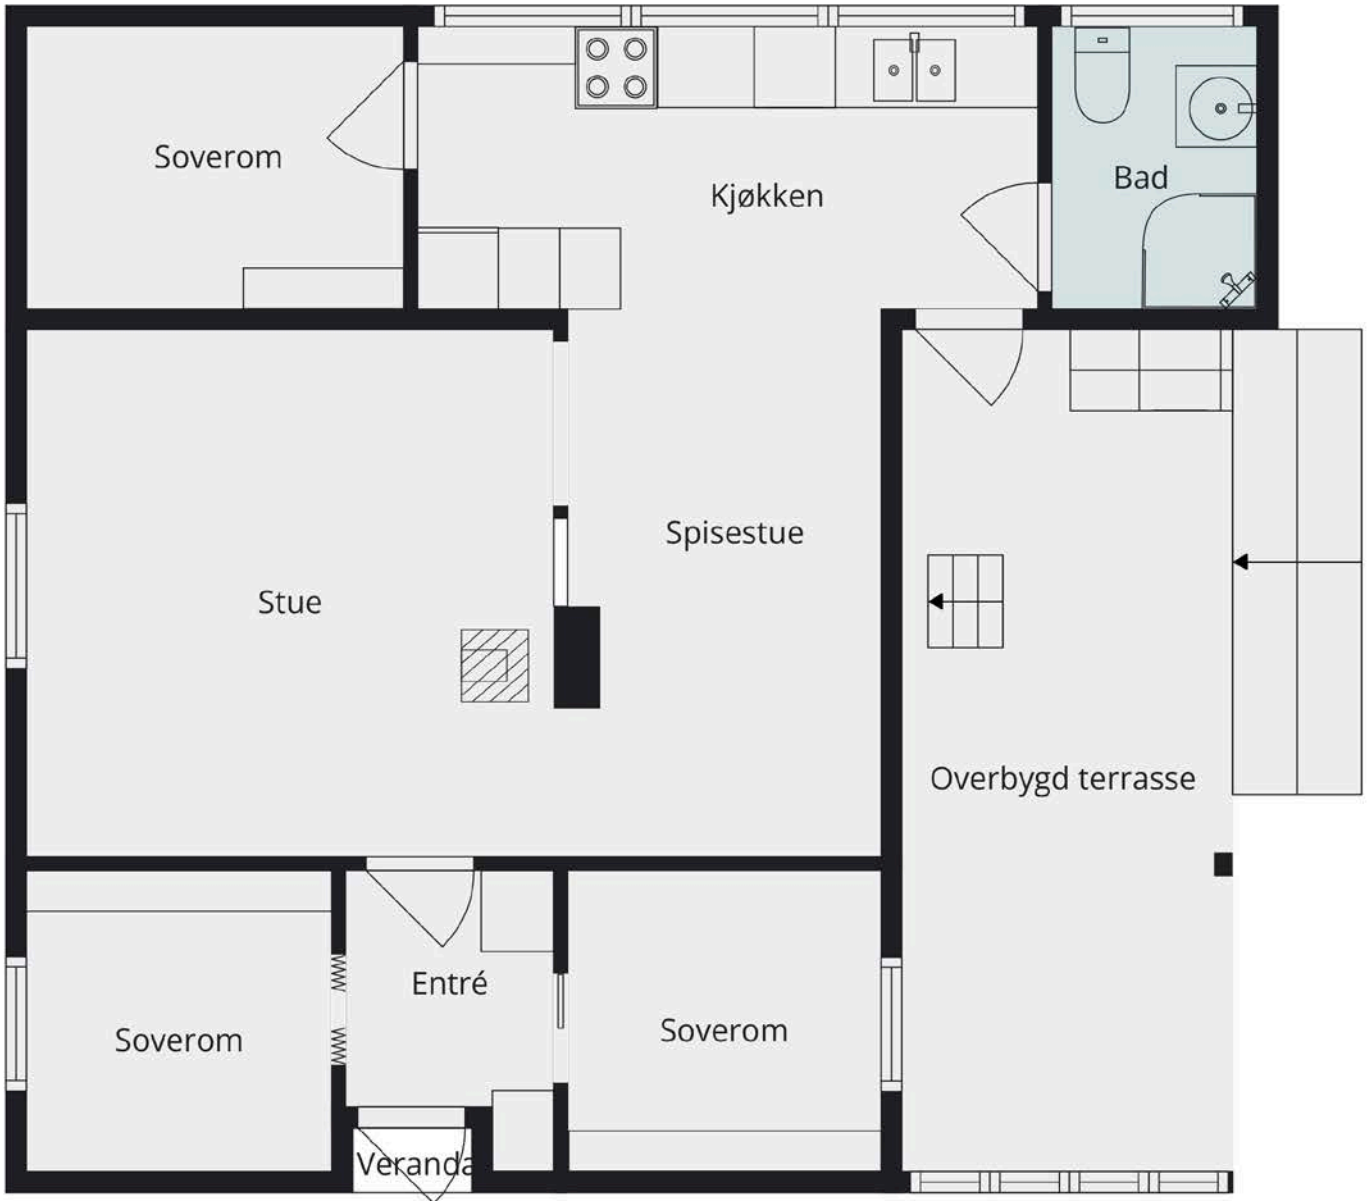 Soverom
Kjøkken
Bad
Stue
Spisestue
Overbygd terrasse
Soverom
Entré
Soverom
Veranda